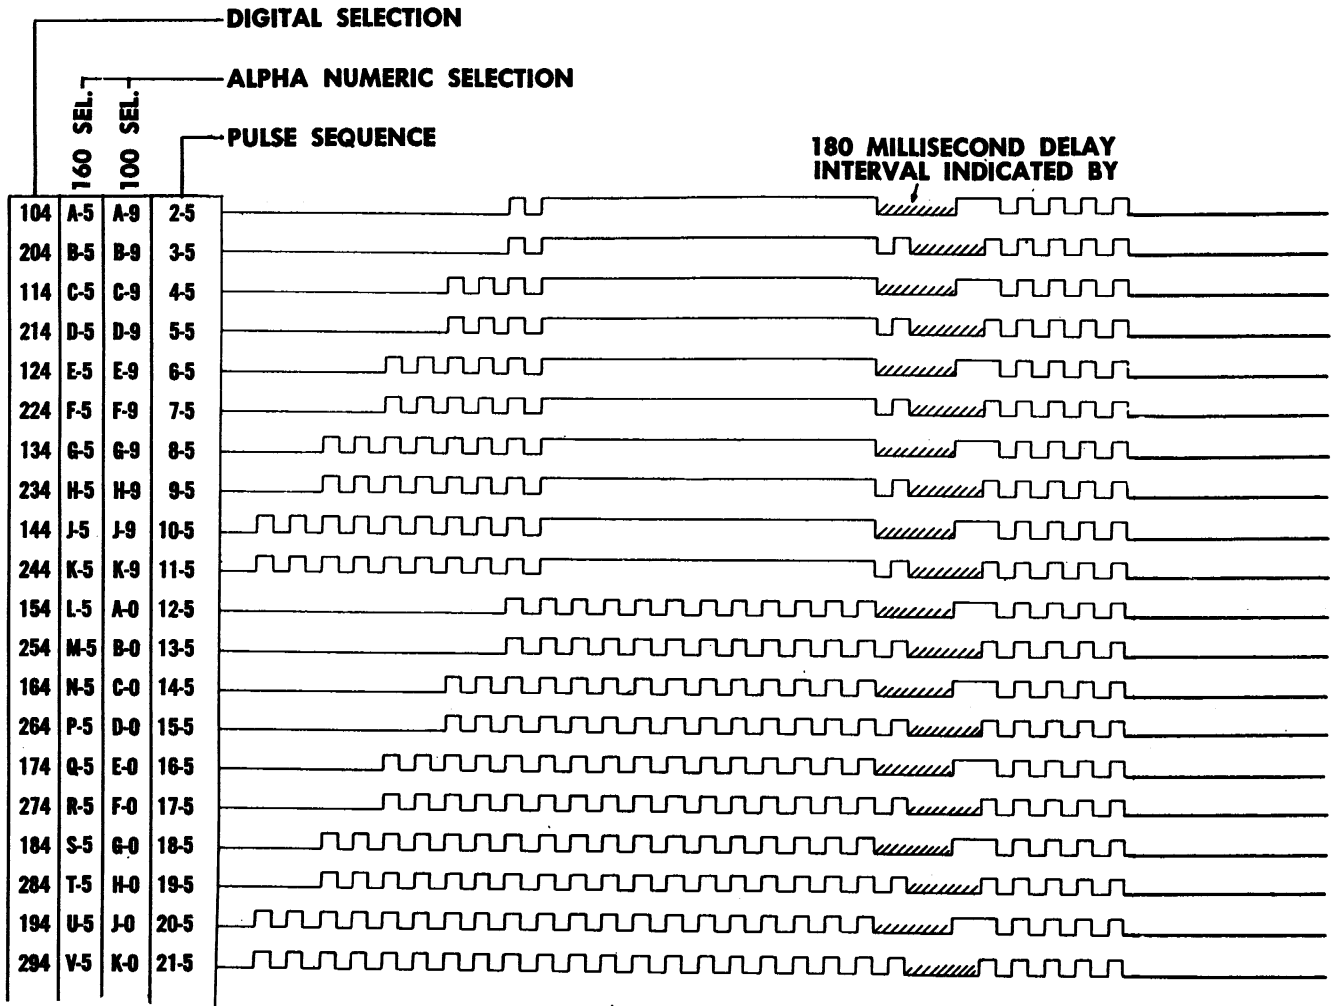 DIGITAL SELECTION
ALPHA NUMERIC SELECTION
160 SEL.
100 SEL.
PULSE SEQUENCE
180 MILLISECOND DELAY
INTERVAL INDICATED BY
104 A-5 A-9 2-5
204 B-5 B-9 3-5
114 C-5 C-9 4-5
214 D-5 D-9 5-5
124 E-5 E-9 6-5
224 F-5 F-9 7-5
134 G-5 G-9 8-5
234 H-5 H-9 9-5
144 J-5 J-9 10-5
244 K-5 K-9 11-5
154 L-5 A-0 12-5
254 M-5 B-0 13-5
164 N-5 C-0 14-5
264 P-5 D-0 15-5
174 Q-5 E-0 16-5
274 R-5 F-0 17-5
184 S-5 G-0 18-5
284 T-5 H-0 19-5
194 U-5 J-0 20-5
294 V-5 K-0 21-5